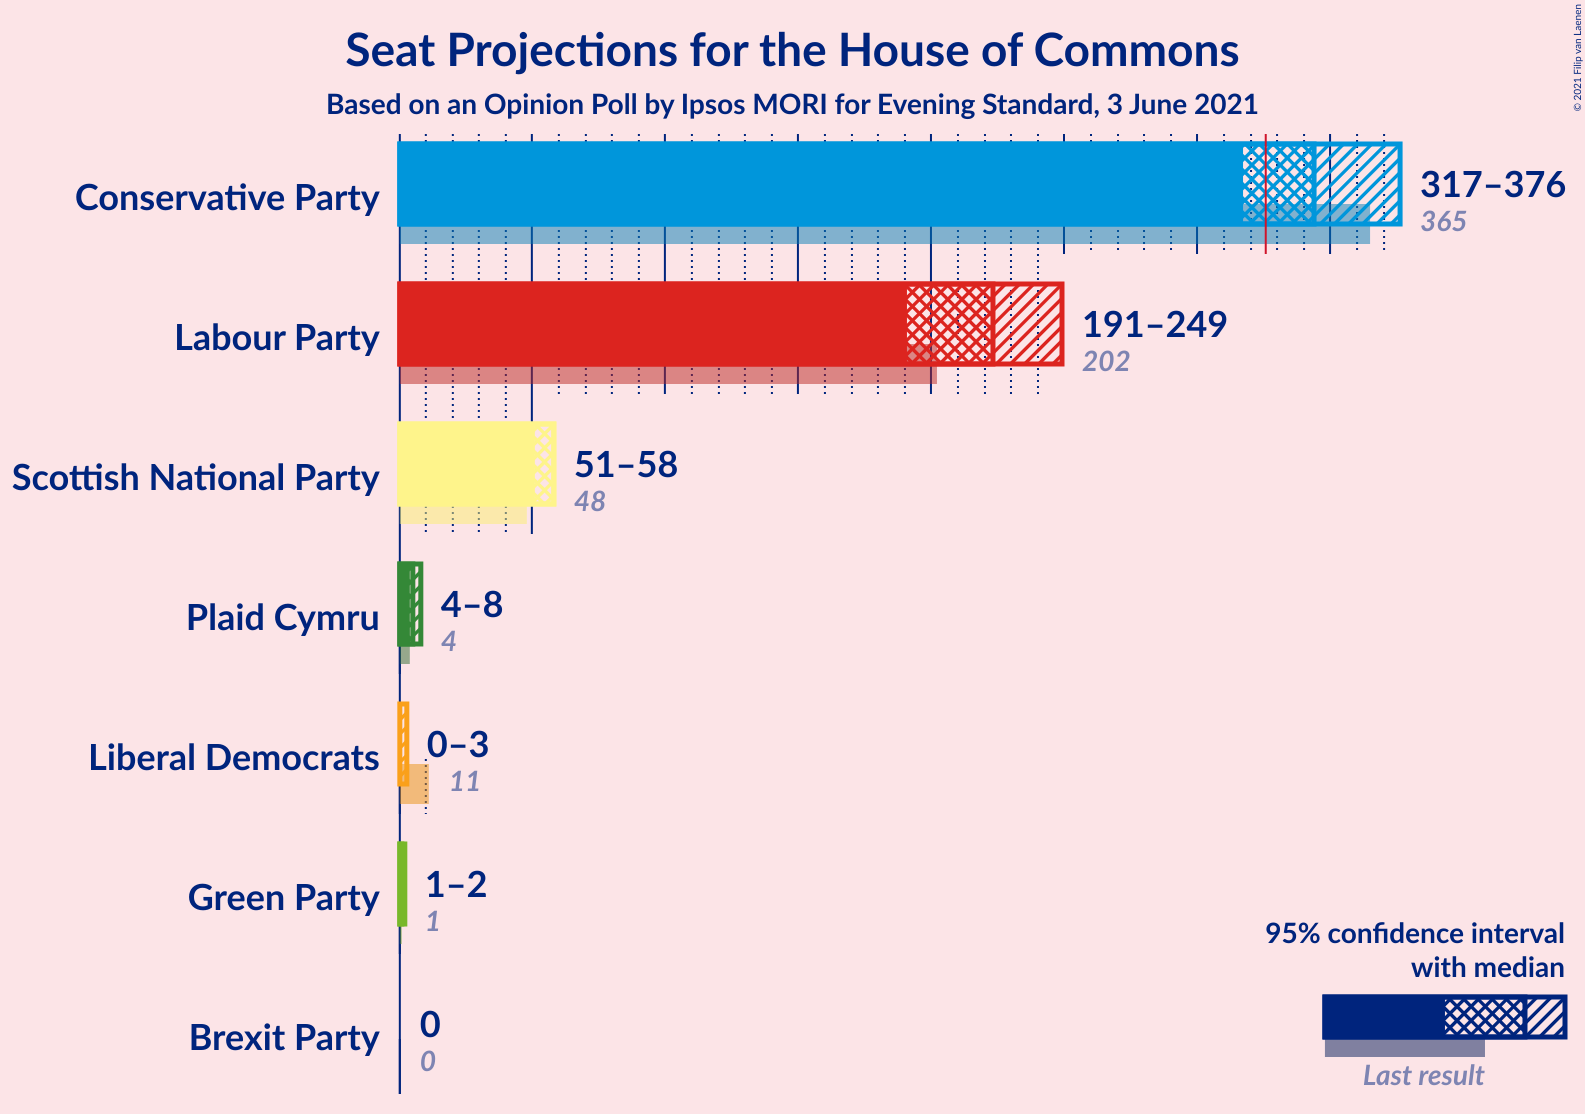 Seat Projections for the House of Commons
Based on an Opinion Poll by Ipsos MORI for Evening Standard, 3 June 2021
© 2021 Filip van Laenen
Conservative Party
317–376
365
Labour Party
191–249
202
Scottish National Party
51–58
48
Plaid Cymru
4–8
4
Liberal Democrats
0–3
11
Green Party
1–2
1
Brexit Party
0
0
95% confidence interval
with median
Last result